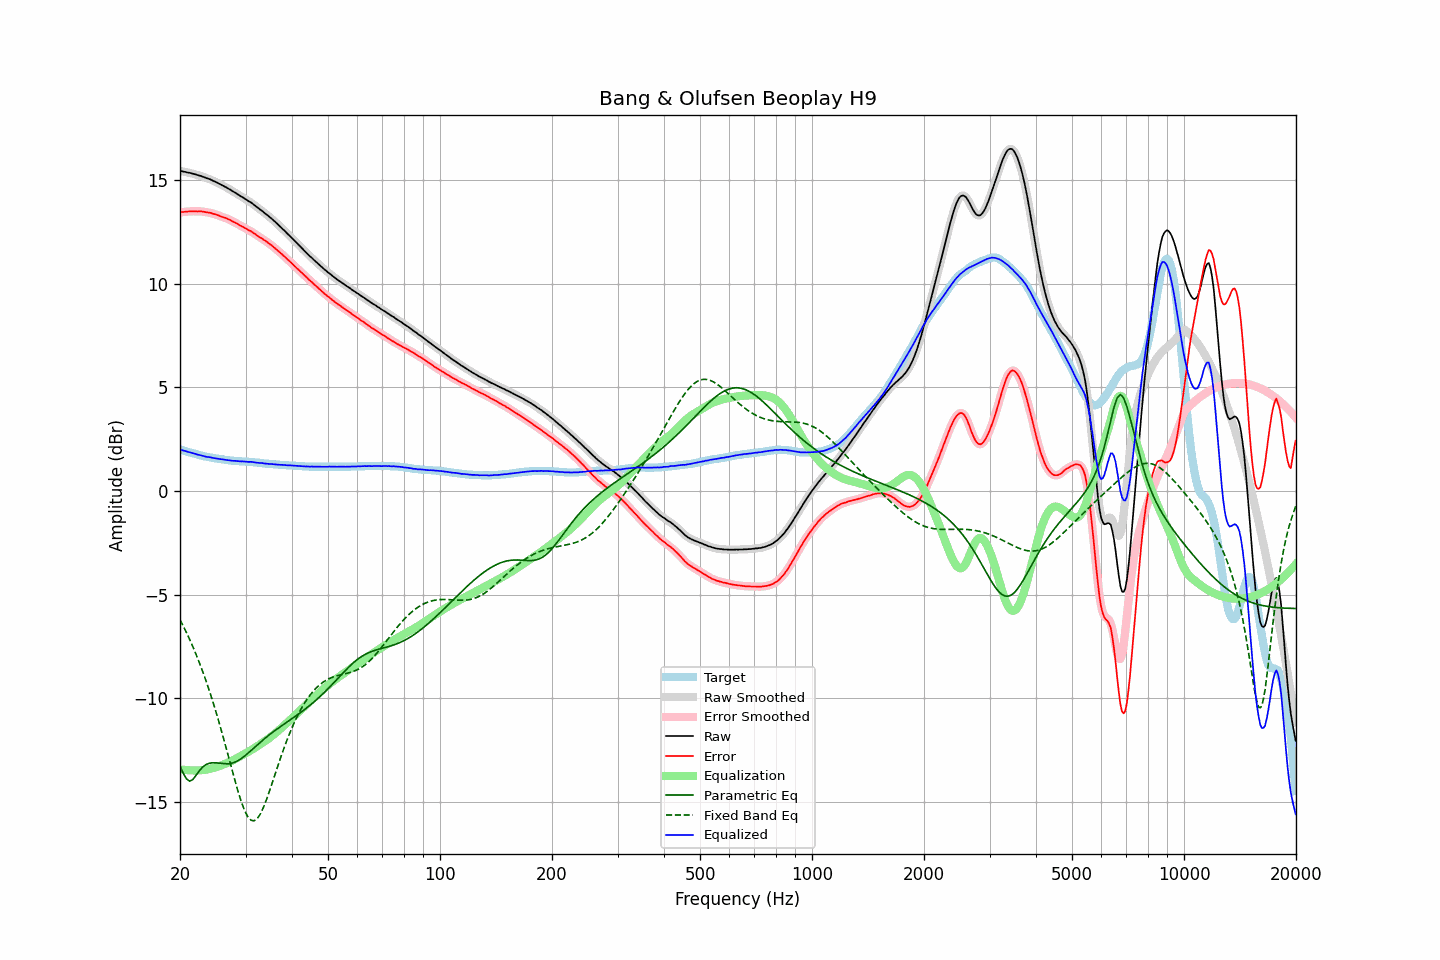 Bang & Olufsen Beoplay H9
Amplitude (dBr)
15
10
5
0
−5
−10
−15
Target
Raw Smoothed
Error Smoothed
Raw
Error
Equalization
Parametric Eq
Fixed Band Eq
Equalized
20 50 100 200 500 1000 2000 5000 10000 20000
Frequency (Hz)